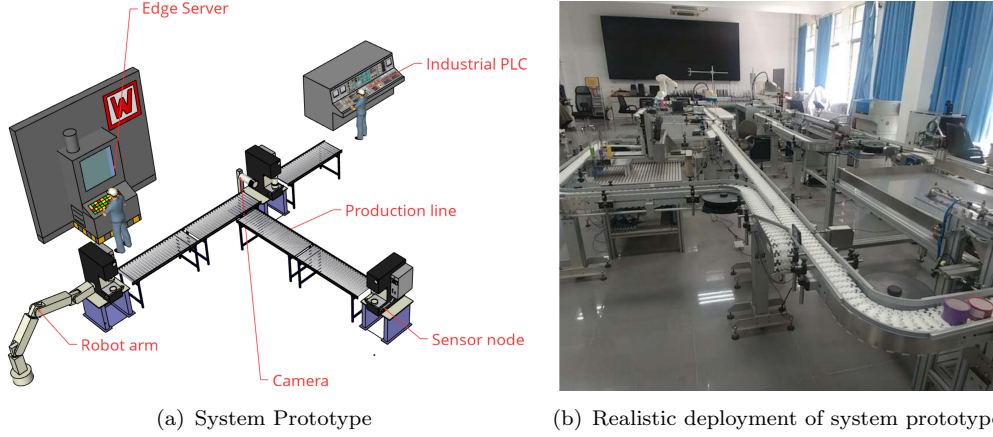 Edge Server
W
Industrial PLC
Production line
Robot arm
Sensor node
Camera
(a) System Prototype
(b) Realistic deployment of system prototype